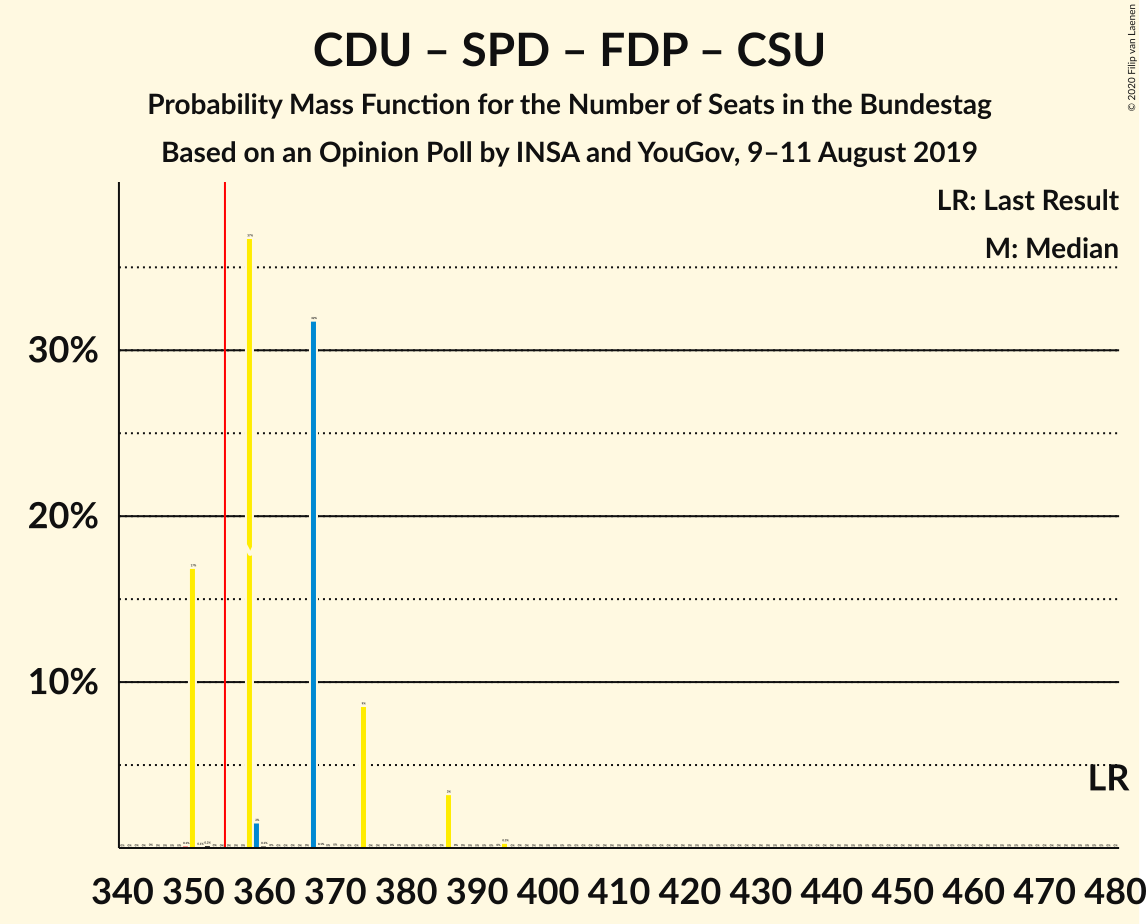 CDU – SPD – FDP – CSU
Probability Mass Function for the Number of Seats in the Bundestag
Based on an Opinion Poll by INSA and YouGov, 9–11 August 2019
© 2020 Filip van Laenen
LR: Last Result
M: Median
30%
20%
10%
LR
340 350 360 370 380 390 400 410 420 430 440 450 460 470 480